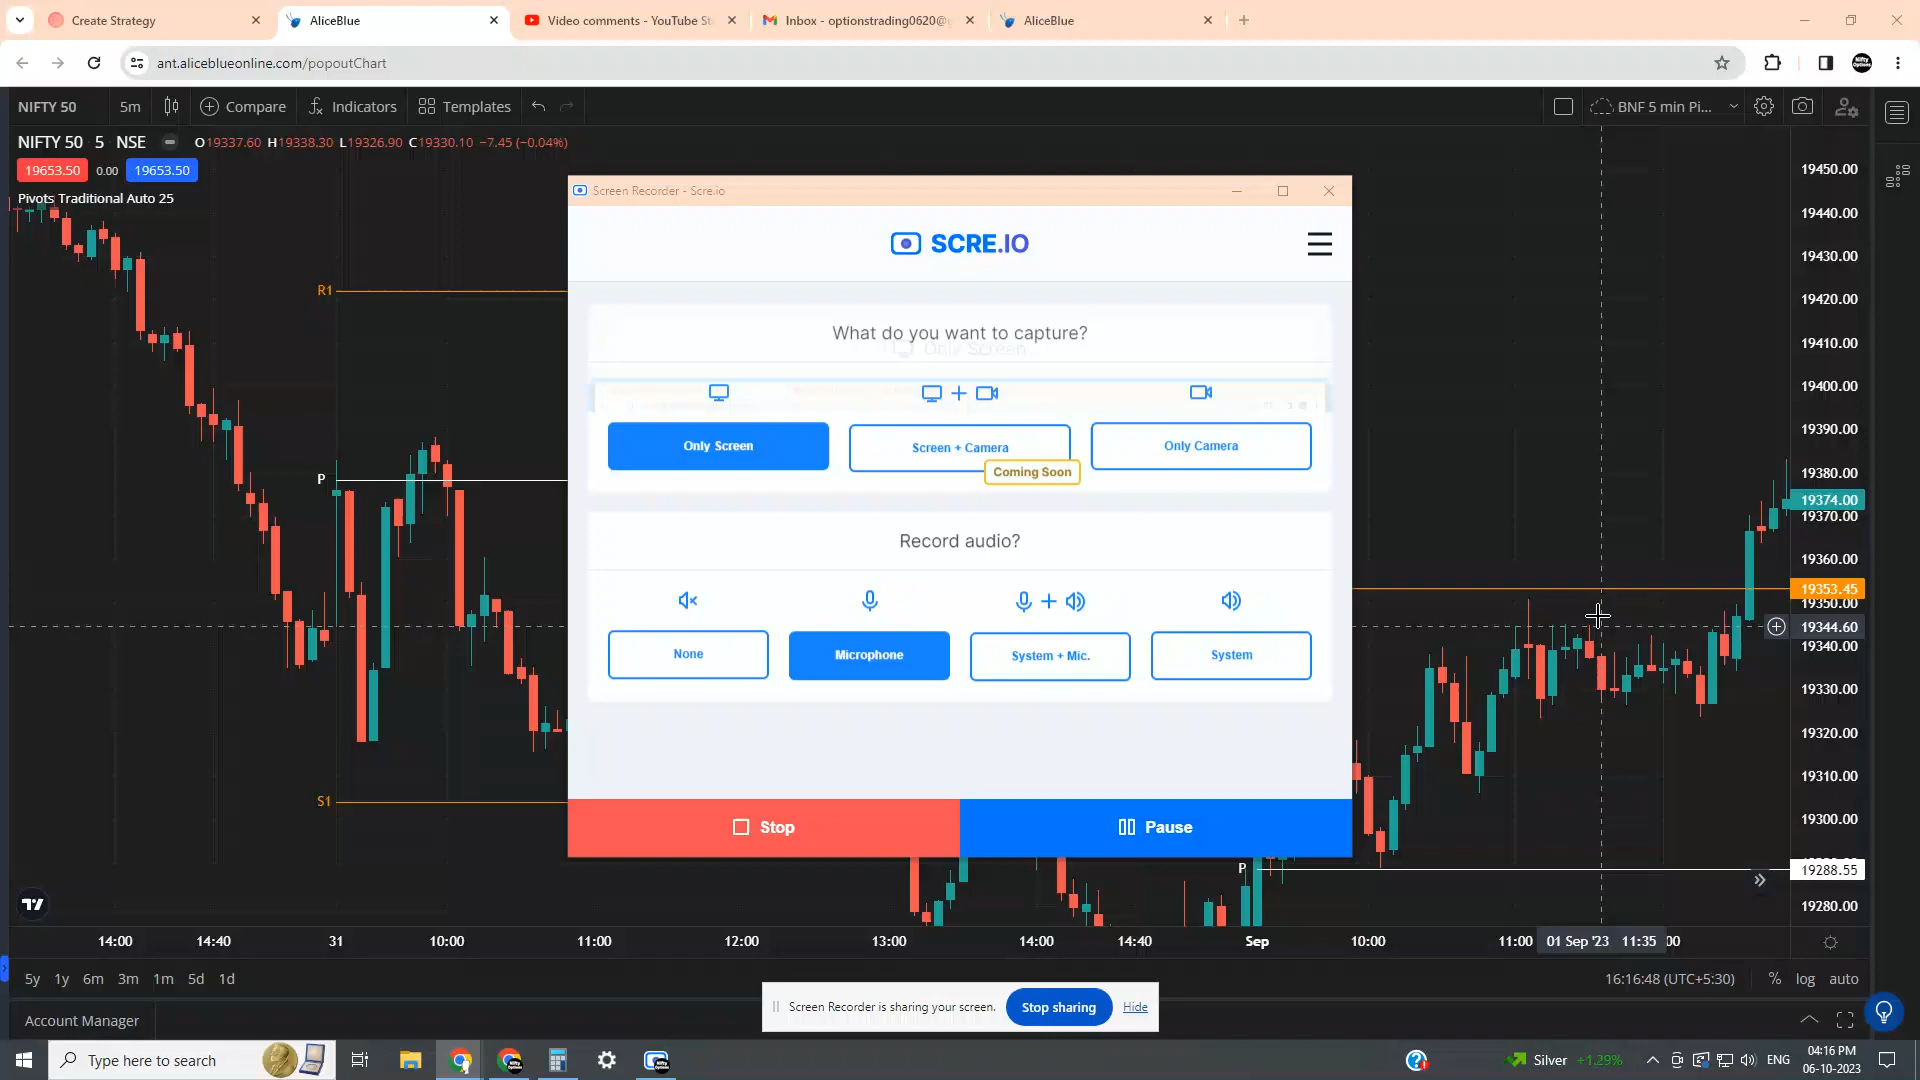 Create Strategy
AliceBlue
Video comments - YouTube St
Inbox - optionstrading0620@g
AliceBlue
ant.aliceblueonline.com/popoutChart
NIFTY 50
5m
Compare
Indicators
Templates
BNF 5 min Pi...
NIFTY 50 5 NSE
O19337.60 H19338.30 L19326.90 C19330.10 −7.45 (−0.04%)
19653.50 0.00 19653.50
Pivots Traditional Auto 25
R1
P
S1
P
Screen Recorder - Scre.io
SCRE.IO
What do you want to capture?
Only Screen
Only Screen
Screen + Camera
Only Camera
Coming Soon
Record audio?
None
Microphone
System + Mic.
System
Stop
Pause
19450.00
19440.00
19430.00
19420.00
19410.00
19400.00
19390.00
19380.00
19374.00
19370.00
19360.00
19353.45
19350.00
19344.60
19340.00
19330.00
19320.00
19310.00
19300.00
19288.55
19280.00
14:00 14:40 31 10:00 11:00 12:00 13:00 14:00 14:40 Sep 10:00 11:00 01 Sep '23 11:35 :00
5y 1y 6m 3m 1m 5d 1d
16:16:48 (UTC+5:30) % log auto
Screen Recorder is sharing your screen.
Stop sharing
Hide
Account Manager
Type here to search
Silver +1.29%
ENG
04:16 PM
06-10-2023